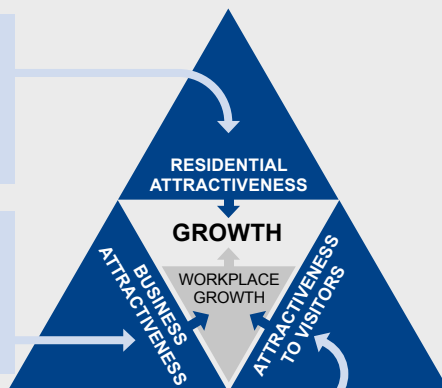 RESIDENTIAL
ATTRACTIVENESS
GROWTH
WORKPLACE
GROWTH
BUSINESS
ATTRACTIVENESS
ATTRACTIVENESS
TO VISITORS